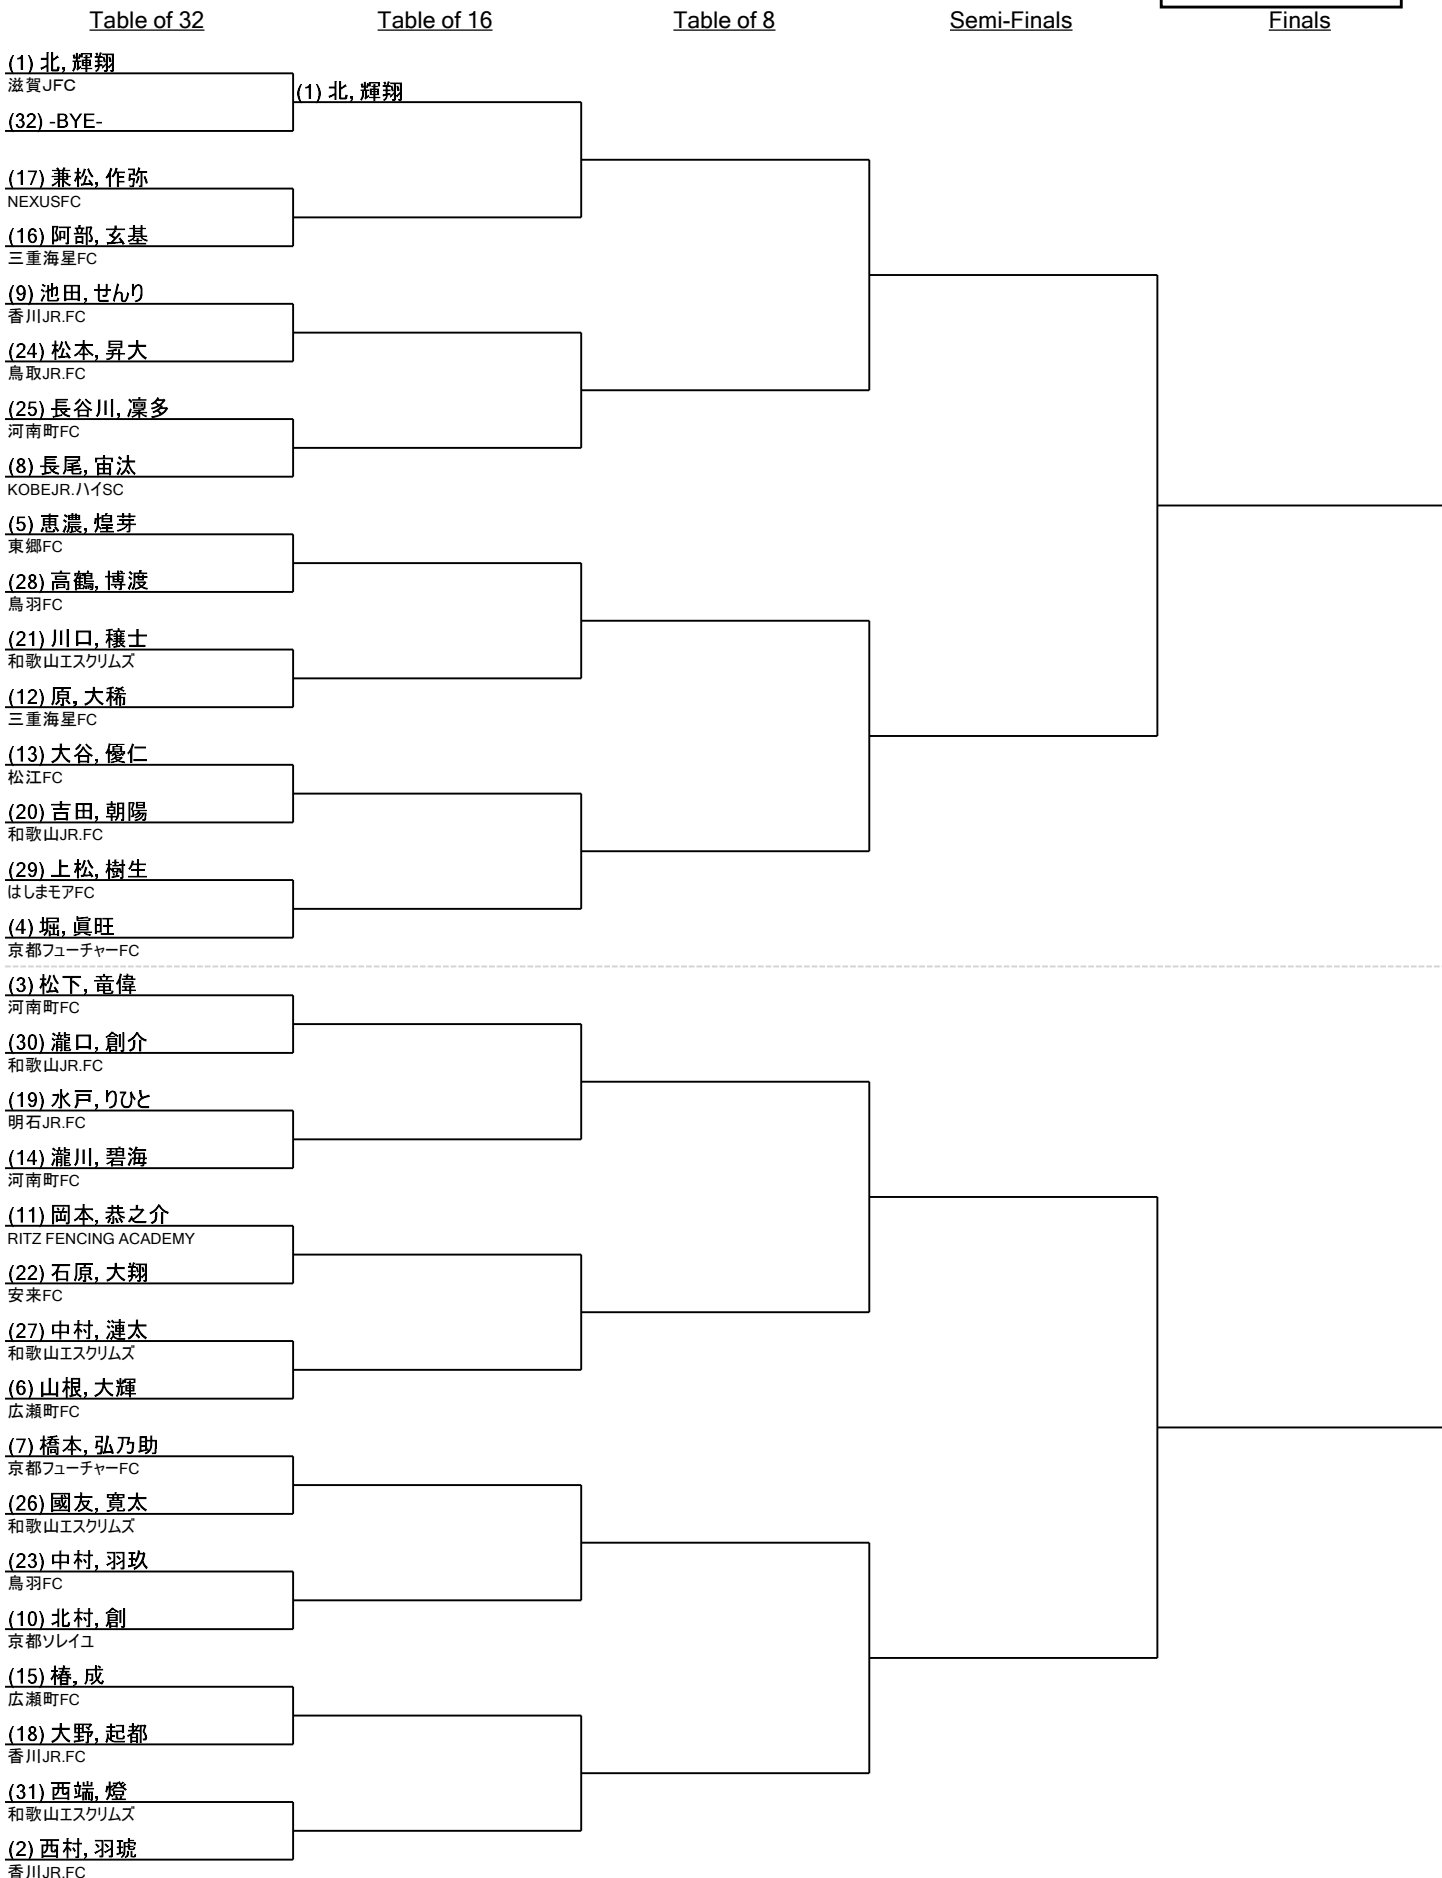 Table of 32 Table of 16 Table of 8 Semi-Finals Finals
(1) 北, 輝翔
滋賀JFC
(1) 北, 輝翔
(32) -BYE-
(17) 兼松, 作弥
NEXUSFC
(16) 阿部, 玄基
三重海星FC
(9) 池田, せんり
香川JR.FC
(24) 松本, 昇大
鳥取JR.FC
(25) 長谷川, 凜多
河南町FC
(8) 長尾, 宙汰
KOBEJR.ハイSC
(5) 恵濃, 煌芽
東郷FC
(28) 高鶴, 博渡
鳥羽FC
(21) 川口, 穣士
和歌山エスクリムズ
(12) 原, 大稀
三重海星FC
(13) 大谷, 優仁
松江FC
(20) 吉田, 朝陽
和歌山JR.FC
(29) 上松, 樹生
はしまモアFC
(4) 堀, 眞旺
京都フューチャーFC
(3) 松下, 竜偉
河南町FC
(30) 瀧口, 創介
和歌山JR.FC
(19) 水戸, りひと
明石JR.FC
(14) 瀧川, 碧海
河南町FC
(11) 岡本, 恭之介
RITZ FENCING ACADEMY
(22) 石原, 大翔
安来FC
(27) 中村, 漣太
和歌山エスクリムズ
(6) 山根, 大輝
広瀬町FC
(7) 橋本, 弘乃助
京都フューチャーFC
(26) 國友, 寛太
和歌山エスクリムズ
(23) 中村, 羽玖
鳥羽FC
(10) 北村, 創
京都ソレイユ
(15) 椿, 成
広瀬町FC
(18) 大野, 起都
香川JR.FC
(31) 西端, 燈
和歌山エスクリムズ
(2) 西村, 羽琥
香川JR.FC